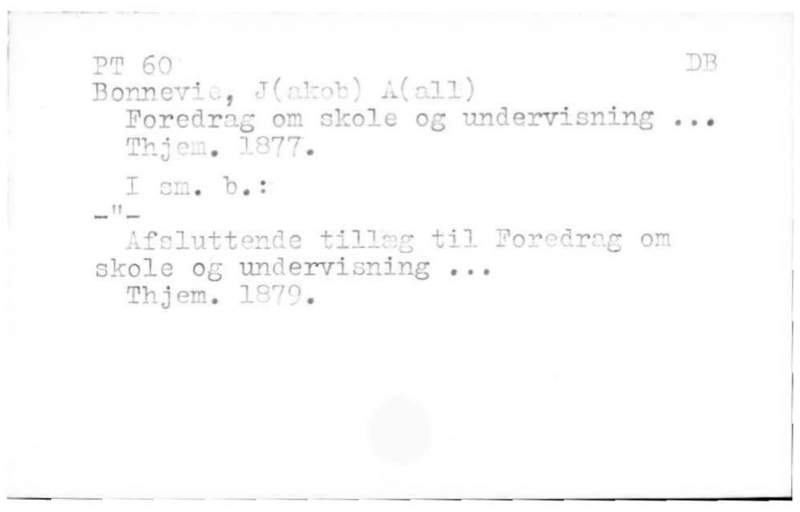 PT 60 DB
Bonnevie, J(akob) A(all)
Foredrag om skole og undervisning ...
Thjem. 1877.
I sm. b.:
-"-
Afsluttende tillæg til Foredrag om
skole og undervisning ...
Thjem. 1879.